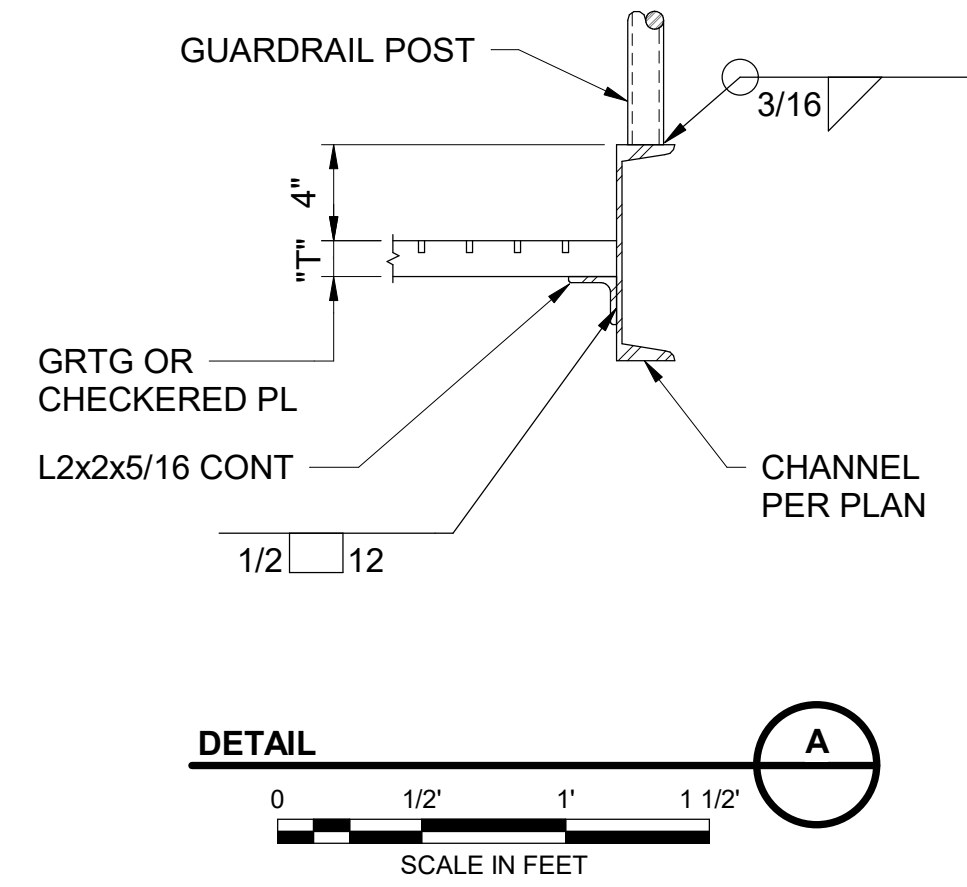 GUARDRAIL POST
3/16
4"
"T"
GRTG OR
CHECKERED PL
L2x2x5/16 CONT
CHANNEL
PER PLAN
1/2 12
DETAIL
A
0 1/2' 1' 1 1/2'
SCALE IN FEET